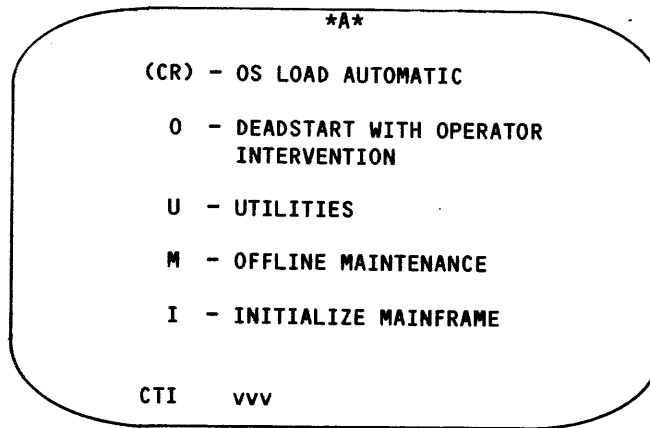 *A*
(CR) - OS LOAD AUTOMATIC
O - DEADSTART WITH OPERATOR
INTERVENTION
U - UTILITIES
M - OFFLINE MAINTENANCE
I - INITIALIZE MAINFRAME
CTI vvv